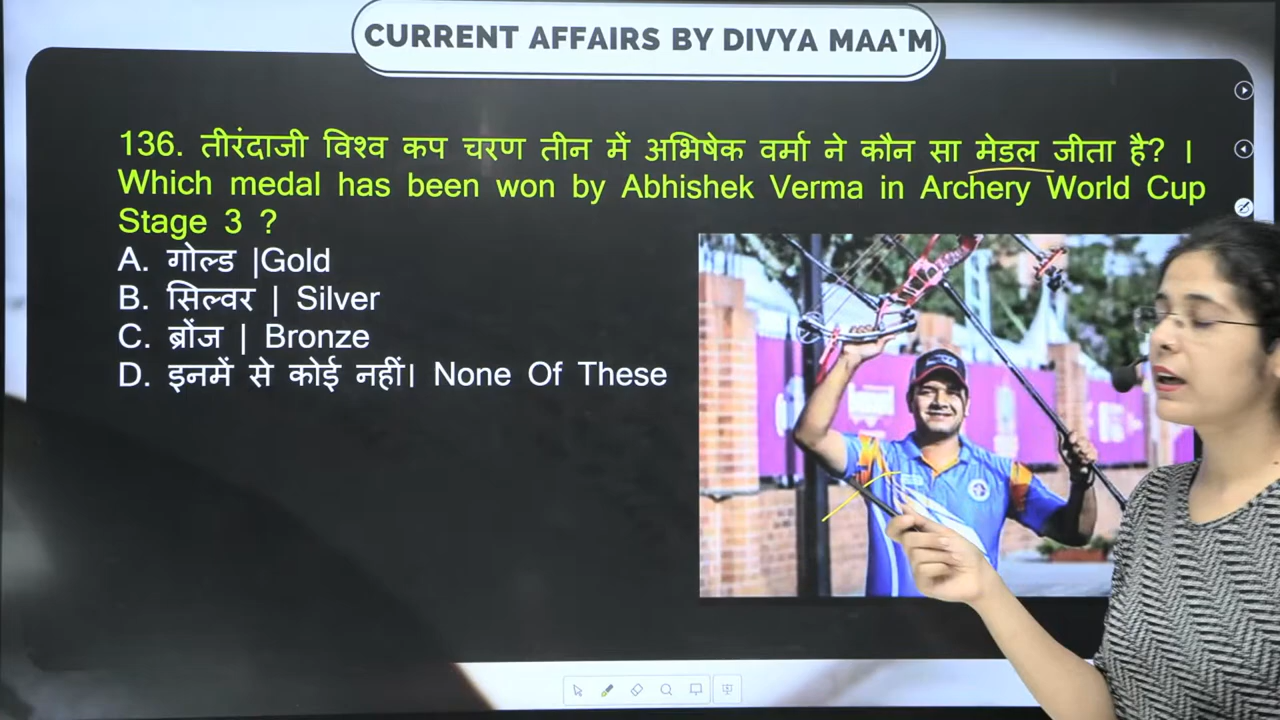 CURRENT AFFAIRS BY DIVYA MAA'M
136. तीरंदाजी विश्व कप चरण तीन में अभिषेक वर्मा ने कौन सा मेडल जीता है? ।
Which medal has been won by Abhishek Verma in Archery World Cup
Stage 3 ?
A. गोल्ड |Gold
B. सिल्वर | Silver
C. ब्रोंज | Bronze
D. इनमें से कोई नहीं। None Of These